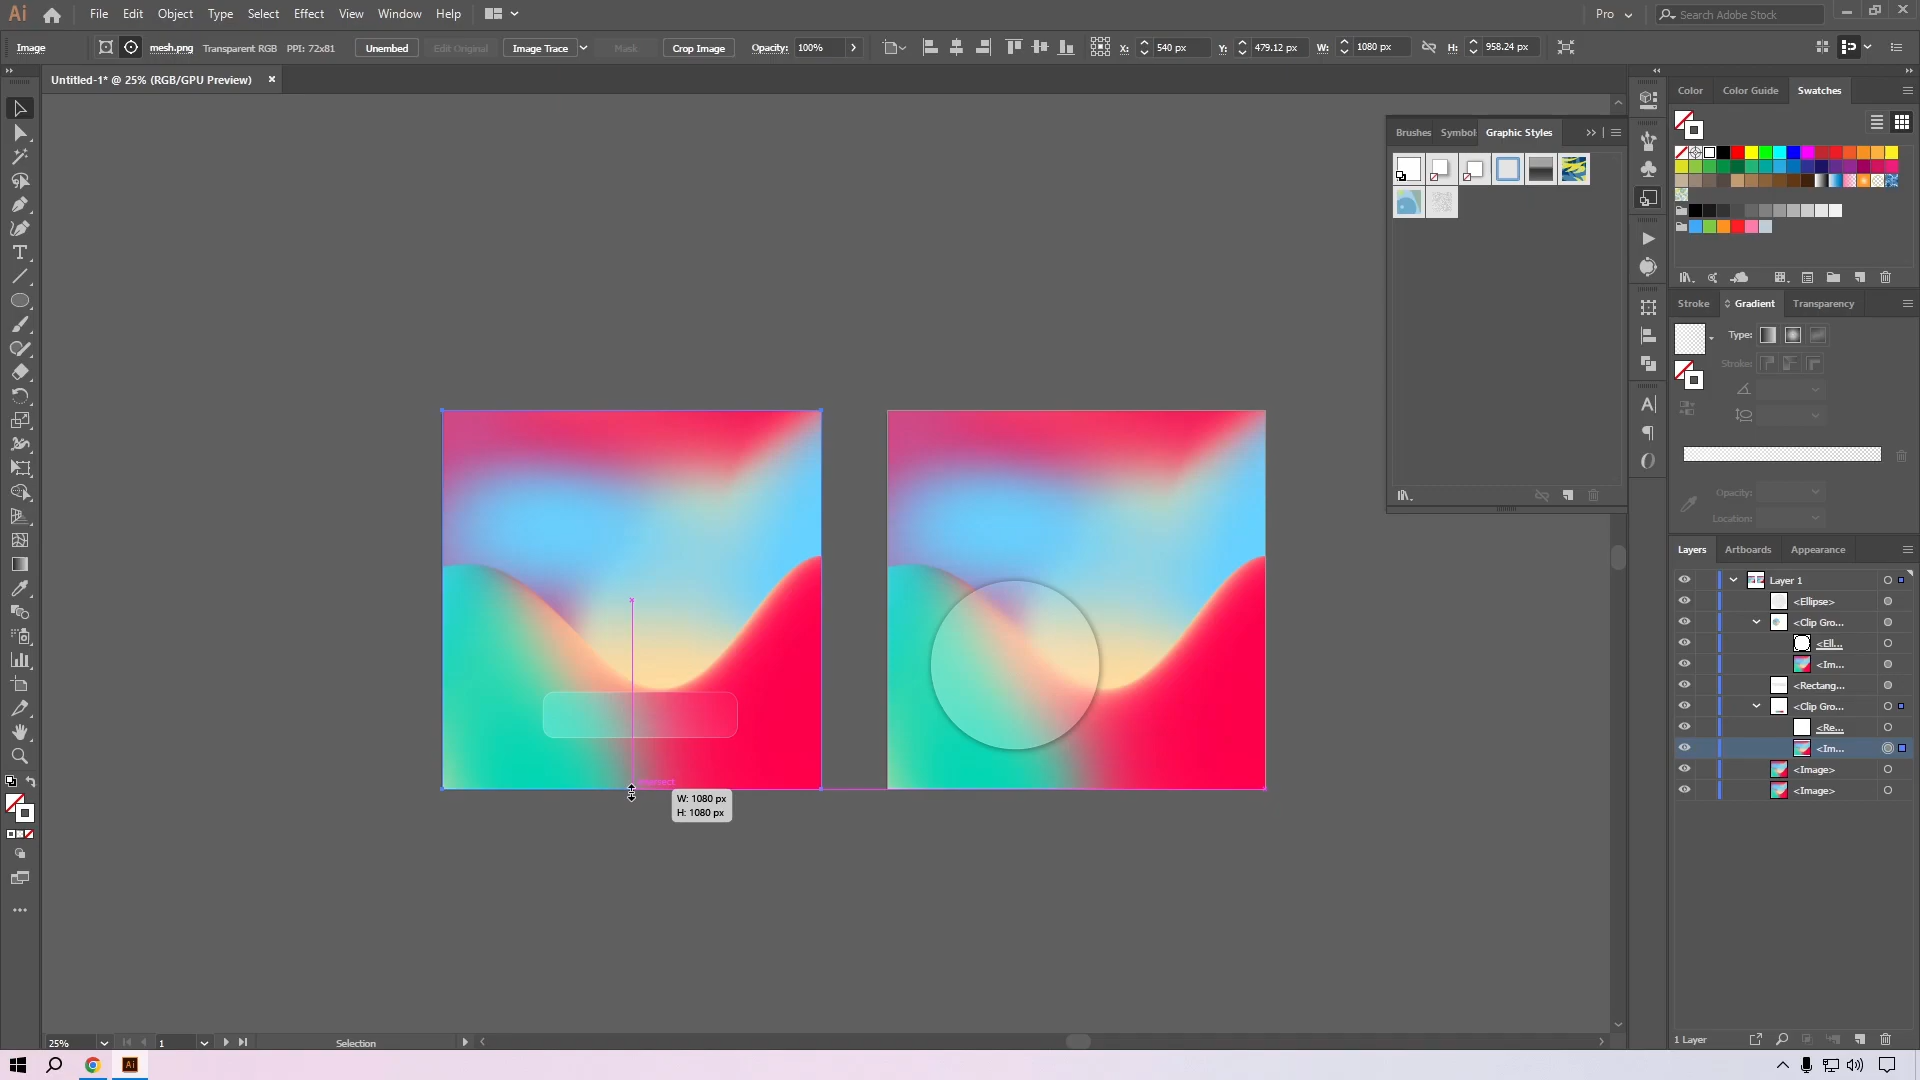 Ai File Edit Object Type Select Effect View Window Help Pro Search Adobe Stock
Image mesh.png Transparent RGB PPI: 72x81 Unembed Edit Original Image Trace Mask Crop Image Opacity: 100% X: 540 px Y: 479.12 px W: 1080 px H: 958.24 px
Untitled-1* @ 25% (RGB/GPU Preview)
Color Color Guide Swatches
Brushes Symbol Graphic Styles
Stroke Gradient Transparency
Type:
Stroke:
Opacity:
Location:
Layers Artboards Appearance
Layer 1
<Ellipse>
<Clip Gro...
<Ell...
<Im...
<Rectang...
<Clip Gro...
<Re...
<Im...
<Image>
<Image>
intersect
W: 1080 px
H: 1080 px
1 Layer
25% 1 Selection
Ai